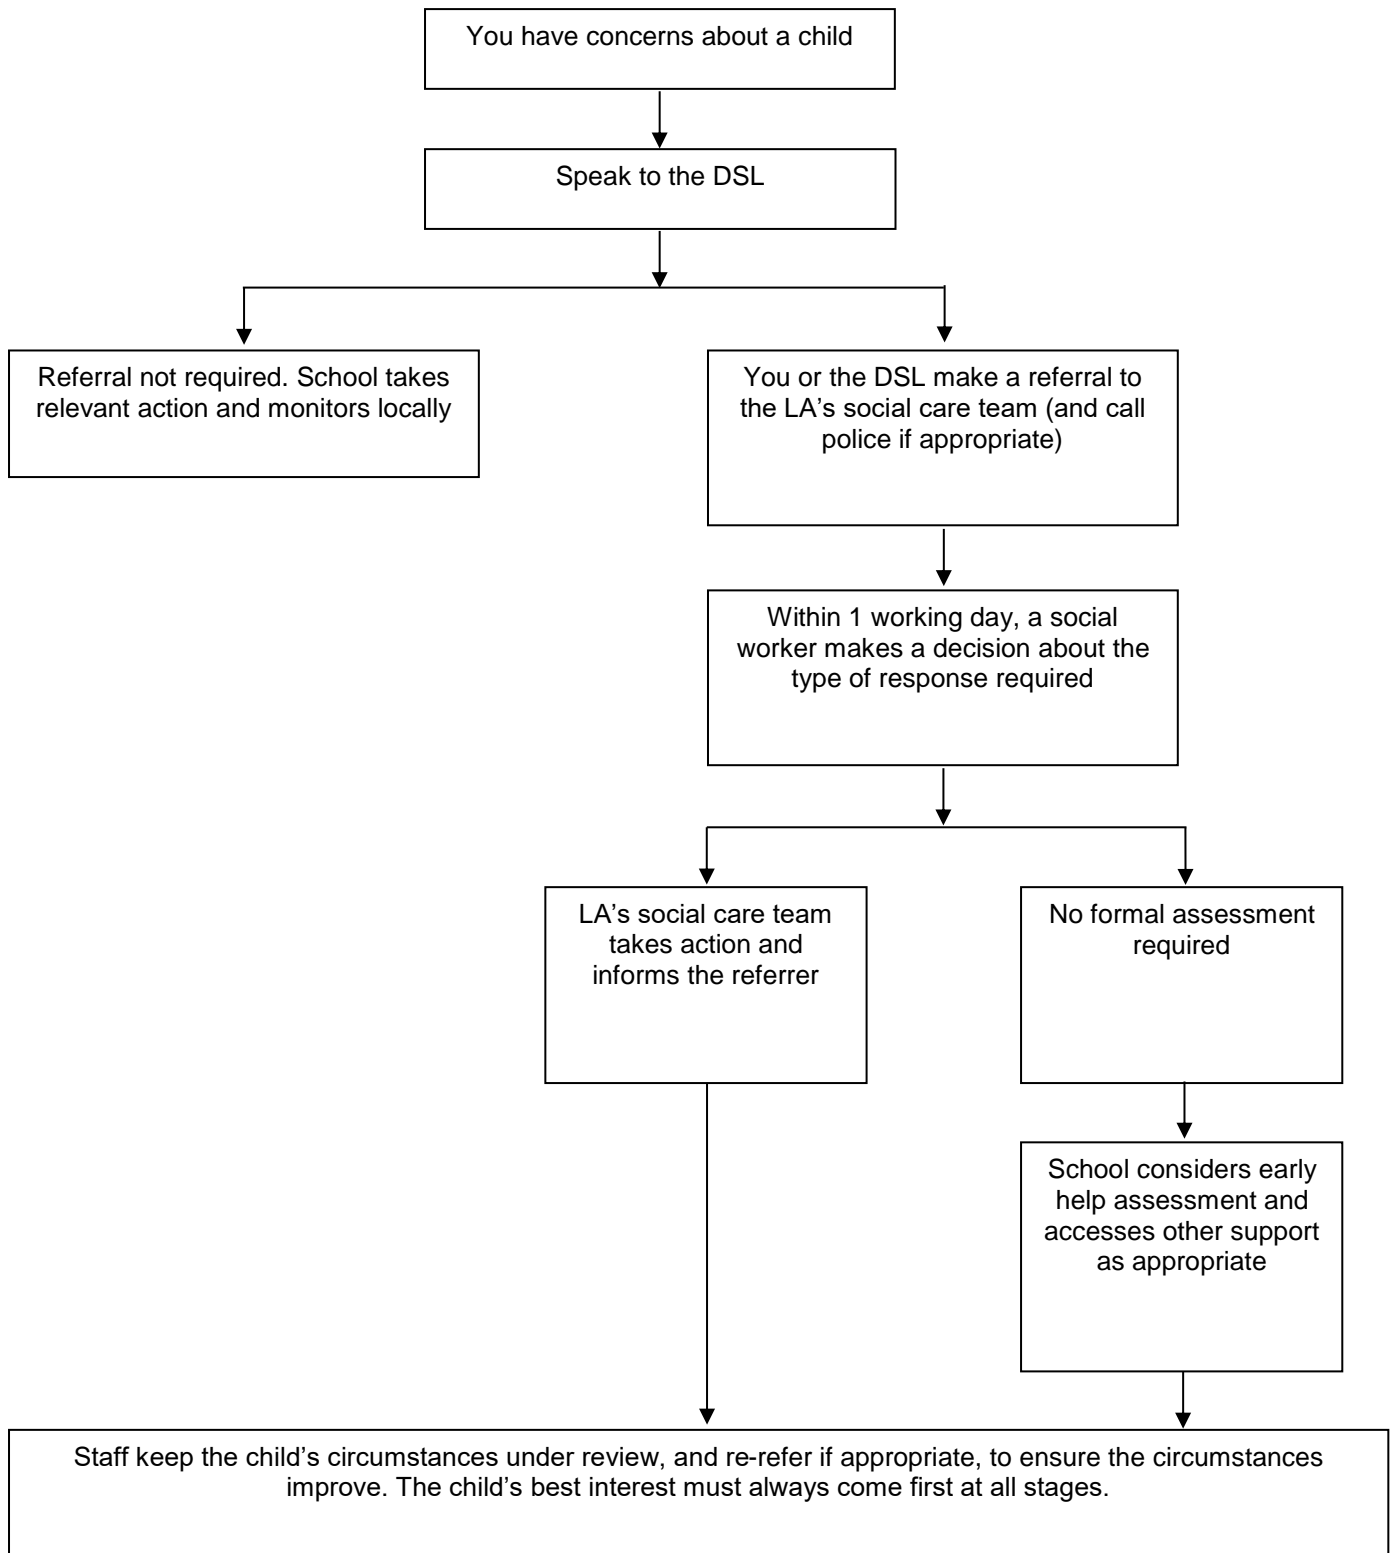 You have concerns about a child
Speak to the DSL
Referral not required. School takes
relevant action and monitors locally
You or the DSL make a referral to
the LA’s social care team (and call
police if appropriate)
Within 1 working day, a social
worker makes a decision about the
type of response required
LA’s social care team
takes action and
informs the referrer
No formal assessment
required
School considers early
help assessment and
accesses other support
as appropriate
Staff keep the child’s circumstances under review, and re-refer if appropriate, to ensure the circumstances
improve. The child’s best interest must always come first at all stages.